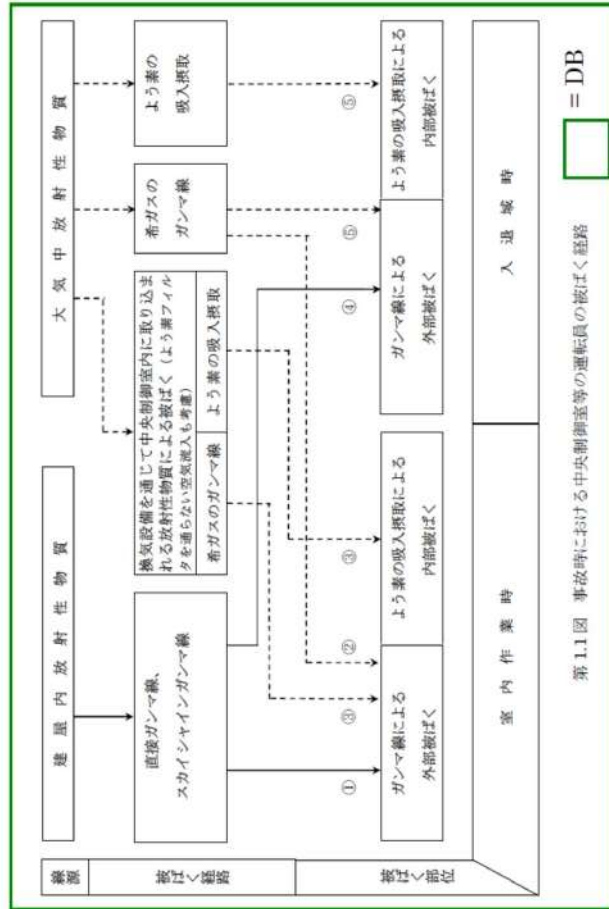 線源
建屋内放射性物質
大気中放射性物質
被ばく経路
直接ガンマ線、
スカイシャインガンマ線
換気設備を通じて中央制御室内に取り込ま
れる放射性物質による被ばく（よう素フィル
タを通らない空気流入も考慮）
希ガスのガンマ線
よう素の吸入摂取
希ガスの
ガンマ線
よう素の
吸入摂取
①
③
②
③
④
⑤
⑤
被ばく部位
ガンマ線による
外部被ばく
よう素の吸入摂取による
内部被ばく
ガンマ線による
外部被ばく
よう素の吸入摂取による
内部被ばく
室内作業時
入退域時
第1.1図 事故時における中央制御室等の運転員の被ばく経路
= DB